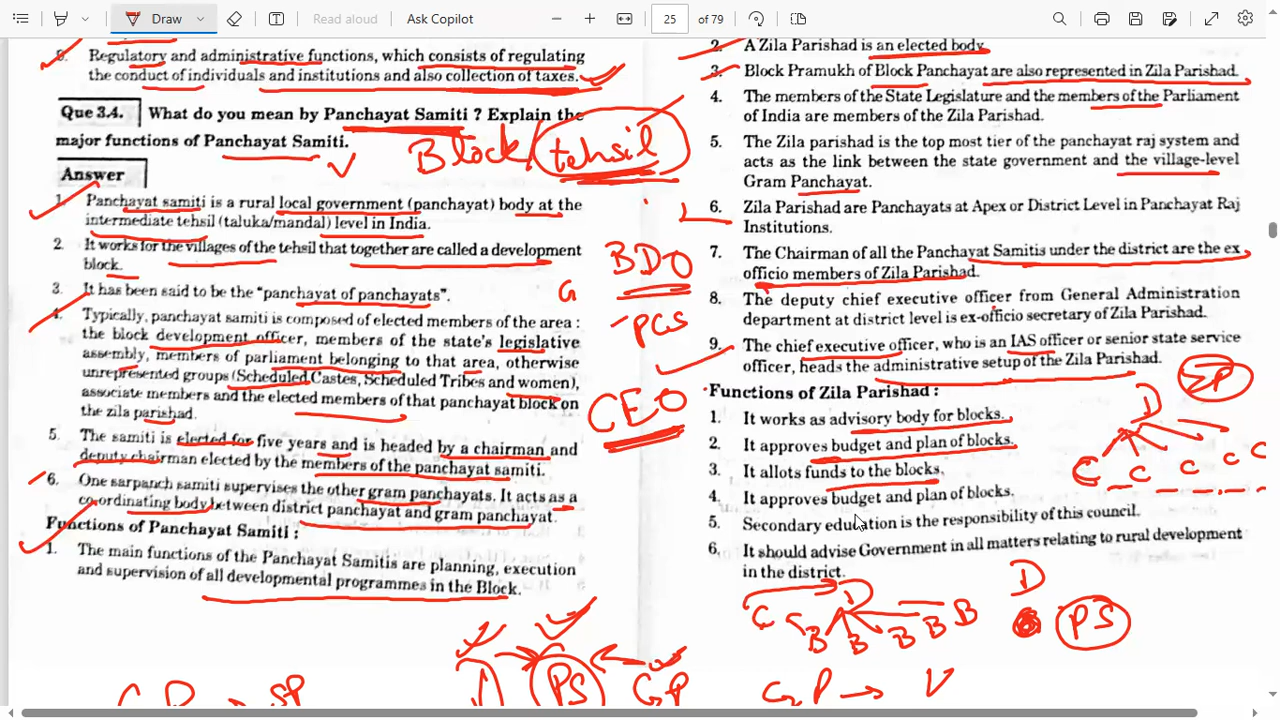 Draw
Read aloud
Ask Copilot
25
of 79
8. Regulatory and administrative functions, which consists of regulating
the conduct of individuals and institutions and also collection of taxes.
Que 3.4. What do you mean by Panchayat Samiti ? Explain the
major functions of Panchayat Samiti.
Block/tehsil
Answer
1. Panchayat samiti is a rural local government (panchayat) body at the
intermediate tehsil (taluka/mandal) level in India.
2. It works for the villages of the tehsil that together are called a development
block.
3. It has been said to be the "panchayat of panchayats".
4. Typically, panchayat samiti is composed of elected members of the area :
the block development officer, members of the state's legislative
assembly, members of parliament belonging to that area, otherwise
unrepresented groups (Scheduled Castes, Scheduled Tribes and women),
associate members and the elected members of that panchayat block on
the zila parishad.
5. The samiti is elected for five years and is headed by a chairman and
deputy chairman elected by the members of the panchayat samiti.
6. One sarpanch samiti supervises the other gram panchayats. It acts as a
co-ordinating body between district panchayat and gram panchayat.
Functions of Panchayat Samiti :
1. The main functions of the Panchayat Samitis are planning, execution
and supervision of all developmental programmes in the Block.
BDO
G
PCS
CEO
D
PS
GP
GP
SP
2. A Zila Parishad is an elected body.
3. Block Pramukh of Block Panchayat are also represented in Zila Parishad.
4. The members of the State Legislature and the members of the Parliament
of India are members of the Zila Parishad.
5. The Zila parishad is the top most tier of the panchayat raj system and
acts as the link between the state government and the village-level
Gram Panchayat.
6. Zila Parishad are Panchayats at Apex or District Level in Panchayat Raj
Institutions.
7. The Chairman of all the Panchayat Samitis under the district are the ex
officio members of Zila Parishad.
8. The deputy chief executive officer from General Administration
department at district level is ex-officio secretary of Zila Parishad.
9. The chief executive officer, who is an IAS officer or senior state service
officer, heads the administrative setup of the Zila Parishad.
Functions of Zila Parishad :
1. It works as advisory body for blocks.
2. It approves budget and plan of blocks.
3. It allots funds to the blocks.
4. It approves budget and plan of blocks.
5. Secondary education is the responsibility of this council.
6. It should advise Government in all matters relating to rural development
in the district.
ZP
D
C C C C C
D
C C B B B B B
D
PS
GP → V